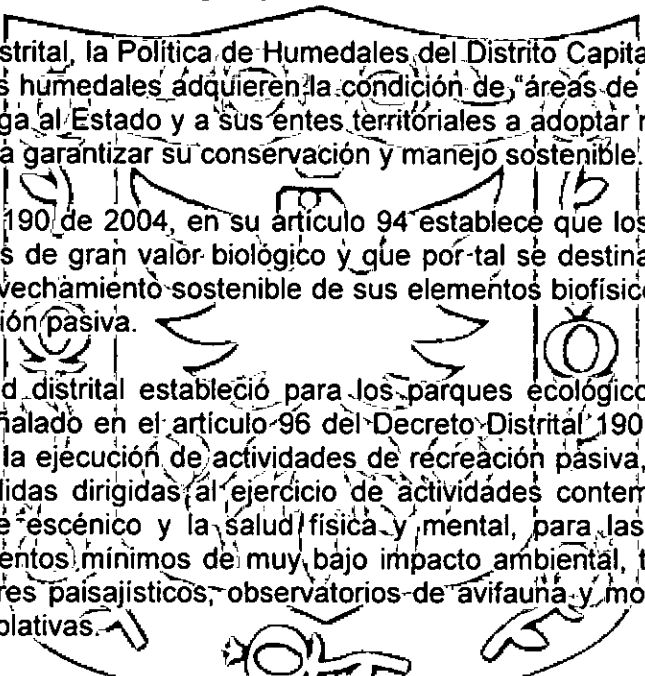 strital, la Política de Humedales del Distrito Capita
s humedales adquieren la condición de "áreas de
ga al Estado y a sus entes territoriales a adoptar
a garantizar su conservación y manejo sostenible.
190 de 2004, en su artículo 94 establece que los
s de gran valor biológico y que por tal se destina
vechamiento sostenible de sus elementos biofísic
ión pasiva.
d distrital estableció para los parques ecológico
ñalado en el artículo 96 del Decreto Distrital 190
la ejecución de actividades de recreación pasiva,
lidas dirigidas al ejercicio de actividades contem
e escénico y la salud física y mental, para las
entos mínimos de muy bajo impacto ambiental, t
res paisajísticos, observatorios de avifauna y mo
plativas.